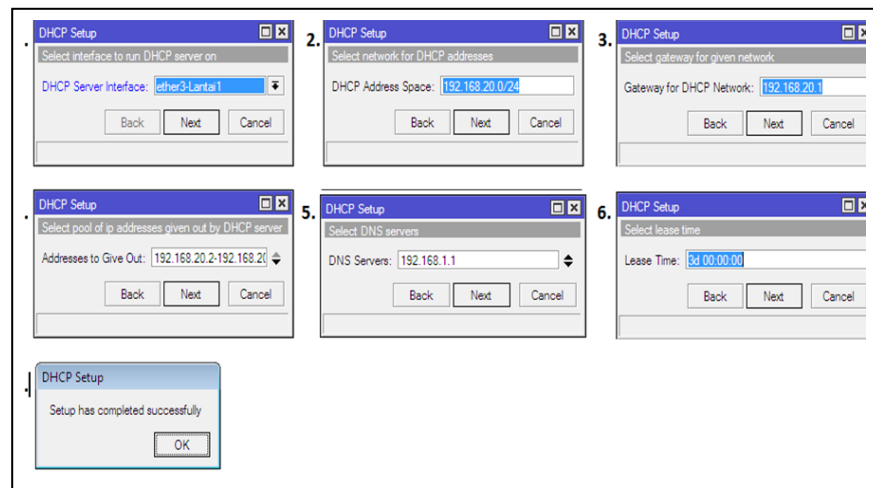 .
DHCP Setup
Select interface to run DHCP server on
DHCP Server Interface: ether3-Lantai1
Back Next Cancel
2.
DHCP Setup
Select network for DHCP addresses
DHCP Address Space: 192.168.20.0/24
Back Next Cancel
3.
DHCP Setup
Select gateway for given network
Gateway for DHCP Network: 192.168.20.1
Back Next Cancel
.
DHCP Setup
Select pool of ip addresses given out by DHCP server
Addresses to Give Out: 192.168.20.2-192.168.20
Back Next Cancel
5.
DHCP Setup
Select DNS servers
DNS Servers: 192.168.1.1
Back Next Cancel
6.
DHCP Setup
Select lease time
Lease Time: 3d 00:00:00
Back Next Cancel
.
DHCP Setup
Setup has completed successfully
OK